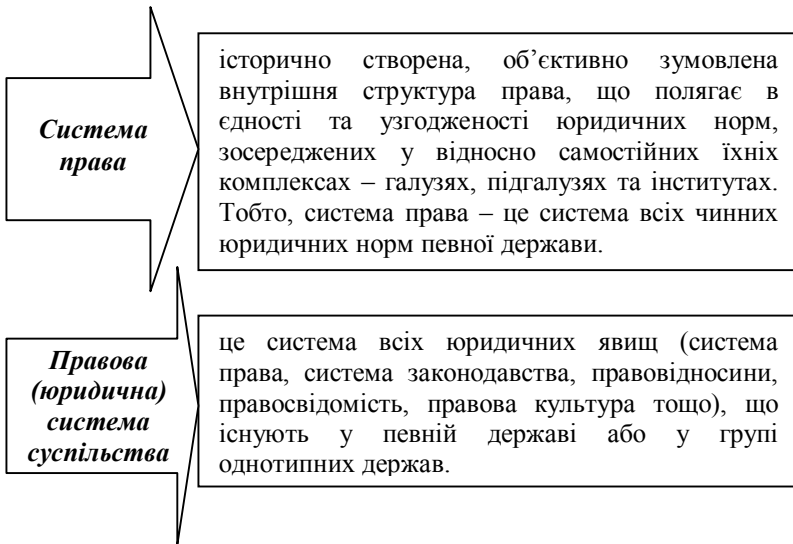 Система
права
історично створена, об’єктивно зумовлена
внутрішня структура права, що полягає в
єдності та узгодженості юридичних норм,
зосереджених у відносно самостійних їхніх
комплексах – галузях, підгалузях та інститутах.
Тобто, система права – це система всіх чинних
юридичних норм певної держави.
Правова
(юридична)
система
суспільства
це система всіх юридичних явищ (система
права, система законодавства, правовідносини,
правосвідомість, правова культура тощо), що
існують у певній державі або у групі
однотипних держав.